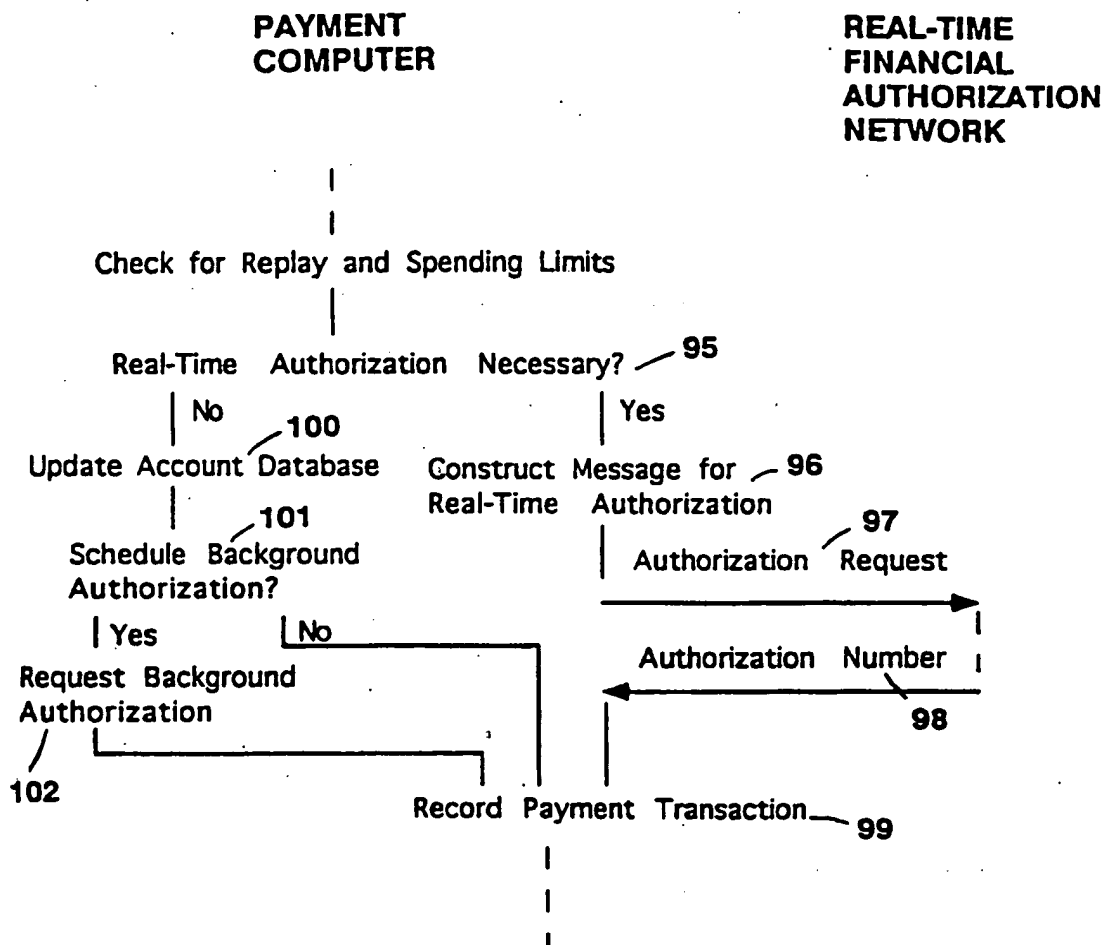 PAYMENT
COMPUTER
REAL-TIME
FINANCIAL
AUTHORIZATION
NETWORK
Check for Replay and Spending Limits
Real-Time Authorization Necessary?
95
No
Yes
100
Update Account Database
Construct Message for
Real-Time Authorization
96
101
Schedule Background
Authorization?
97
Authorization Request
Yes
No
Authorization Number
98
Request Background
Authorization
102
Record Payment Transaction
99